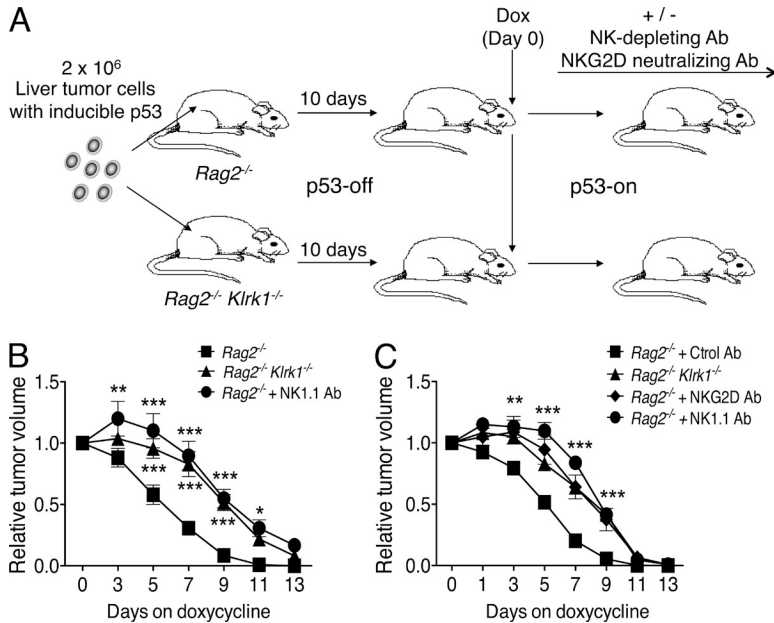 A
2 x 10⁶
Liver tumor cells
with inducible p53
Rag2-/-
Rag2-/- Klrk1-/-
10 days
10 days
p53-off
Dox
(Day 0)
+ / -
NK-depleting Ab
NKG2D neutralizing Ab
p53-on
B
Rag2-/-
Rag2-/- Klrk1-/-
Rag2-/- + NK1.1 Ab
Relative tumor volume
1.5
1.0
0.5
0.0
** *** *** *** *
*** *** ***
0 3 5 7 9 11 13
Days on doxycycline
C
Rag2-/- + Ctrol Ab
Rag2-/- Klrk1-/-
Rag2-/- + NKG2D Ab
Rag2-/- + NK1.1 Ab
Relative tumor volume
1.5
1.0
0.5
0.0
** *** *** ***
0 1 3 5 7 9 11 13
Days on doxycycline